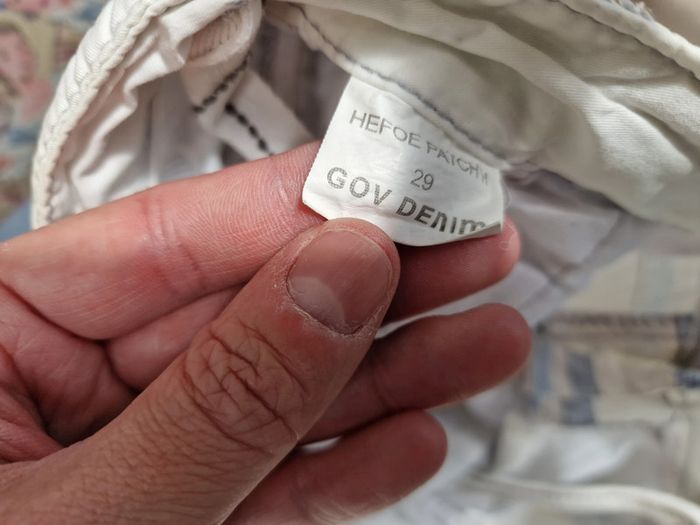 HEFOE PATCH
29
GOV DEnim